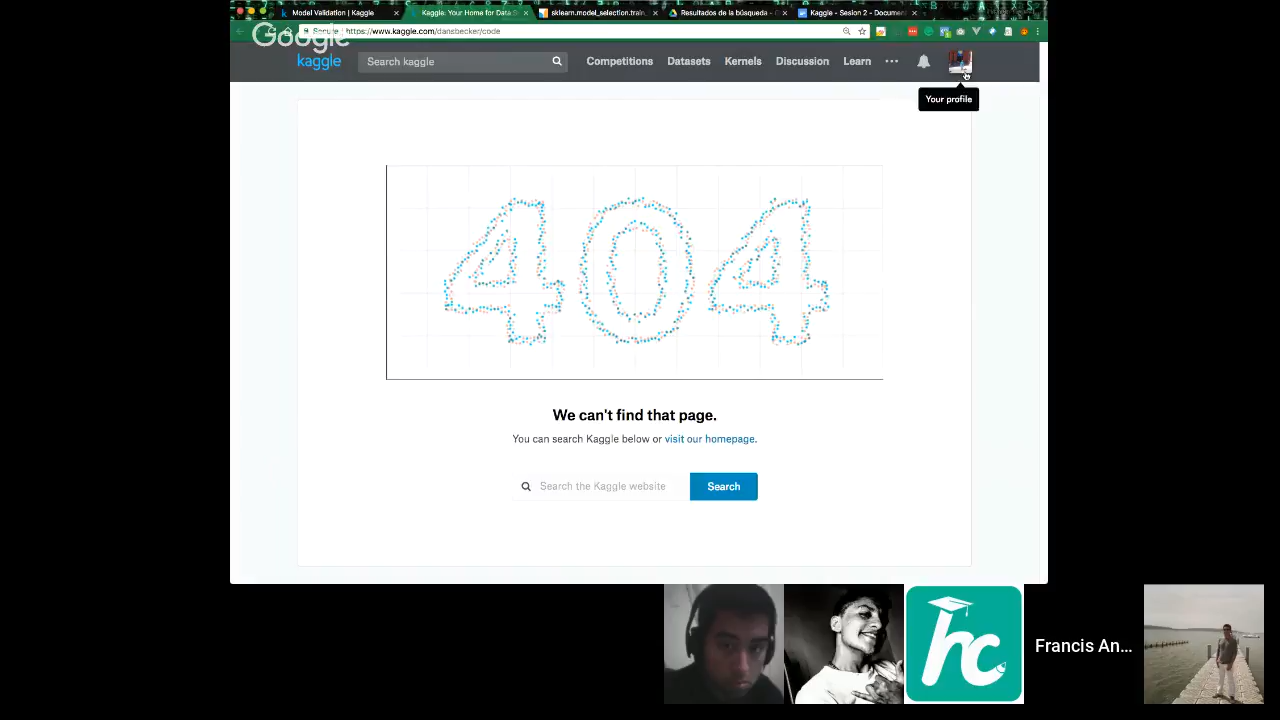 Model Validation | Kaggle
Kaggle: Your Home for Data S
sklearn.model_selection.train
Resultados de la búsqueda -
Kaggle - Sesion 2 - Document
Google
Secure | https://www.kaggle.com/dansbecker/code
kaggle
Search kaggle
Competitions
Datasets
Kernels
Discussion
Learn
Your profile
404
We can't find that page.
You can search Kaggle below or visit our homepage.
Search the Kaggle website
Search
hc
Francis An...